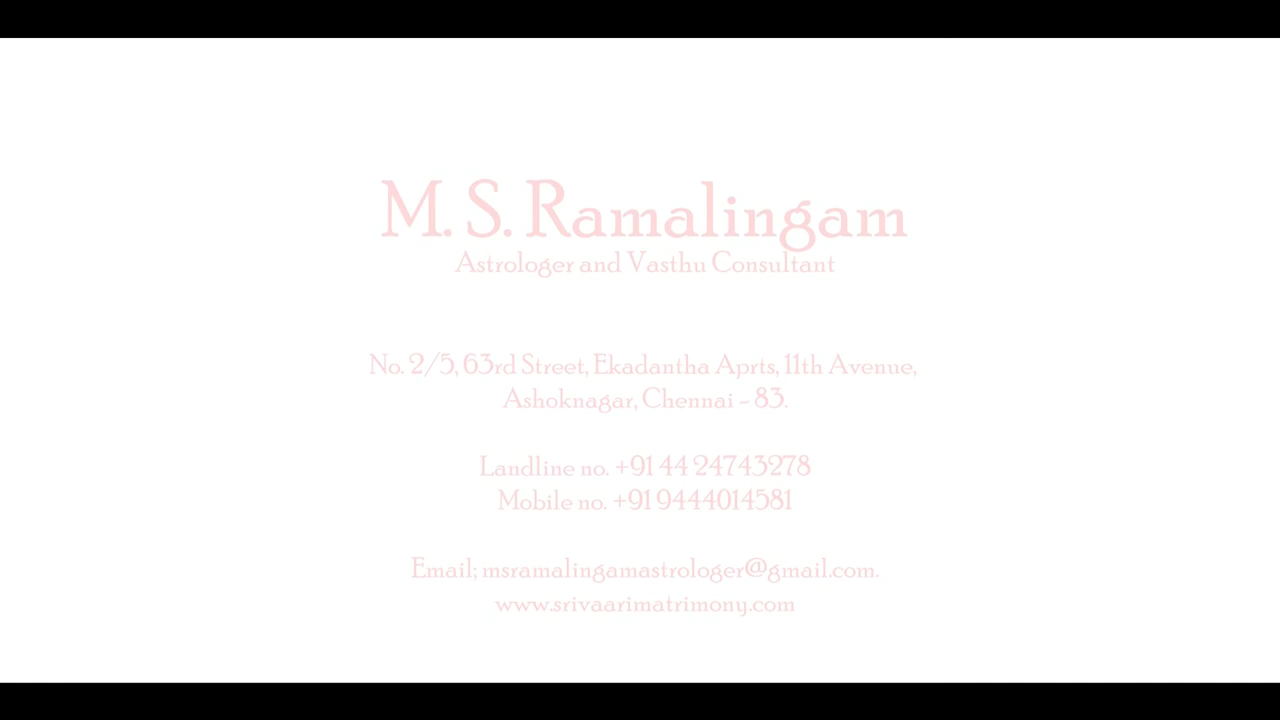 M. S. Ramalingam
Astrologer and Vasthu Consultant
No. 2/5, 63rd Street, Ekadantha Aprts, 11th Avenue,
Ashoknagar, Chennai - 83.
Landline no. +91 44 24743278
Mobile no. +91 9444014581
Email; msramalingamastrologer@gmail.com.
www.srivaarimatrimony.com